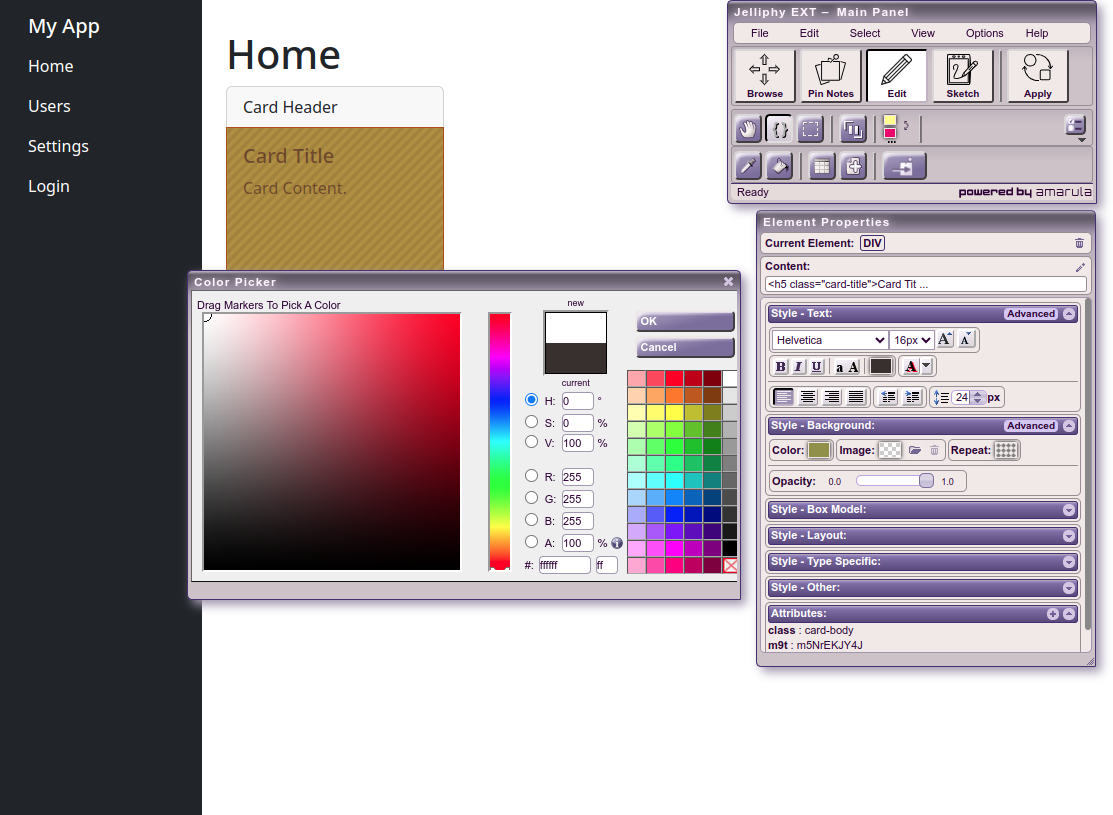 My App
Home
Users
Settings
Login
Home
Card Header
Card Title
Card Content.
Jelliphy EXT – Main Panel
File Edit Select View Options Help
Browse Pin Notes Edit Sketch Apply
Ready powered by amarula
Color Picker
Drag Markers To Pick A Color
new
current
OK
Cancel
H: 0 °
S: 0 %
V: 100 %
R: 255
G: 255
B: 255
A: 100 %
#: ffffff ff
Element Properties
Current Element: DIV
Content:
<h5 class="card-title">Card Tit ...
Style - Text: Advanced
Helvetica 16px A A
B I U a A A
24 px
Style - Background: Advanced
Color: Image: Repeat:
Opacity: 0.0 1.0
Style - Box Model:
Style - Layout:
Style - Type Specific:
Style - Other:
Attributes:
class : card-body
m9t : m5NrEKJY4J